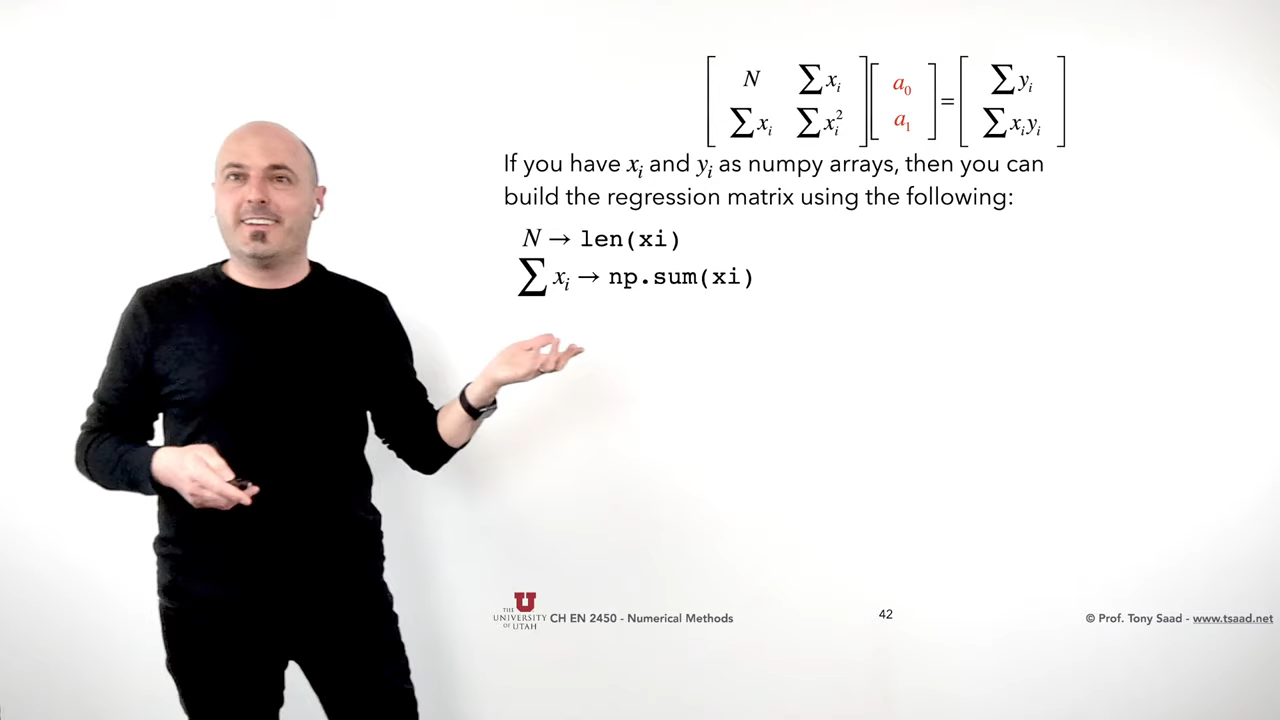 [ N ∑xᵢ ] [ a₀ ] = [ ∑yᵢ ]
[ ∑xᵢ ∑xᵢ² ] [ a₁ ] [ ∑xᵢyᵢ ]
If you have xᵢ and yᵢ as numpy arrays, then you can
build the regression matrix using the following:
N → len(xi)
∑ xᵢ → np.sum(xi)
THE UNIVERSITY OF UTAH
CH EN 2450 - Numerical Methods
42
© Prof. Tony Saad - www.tsaad.net